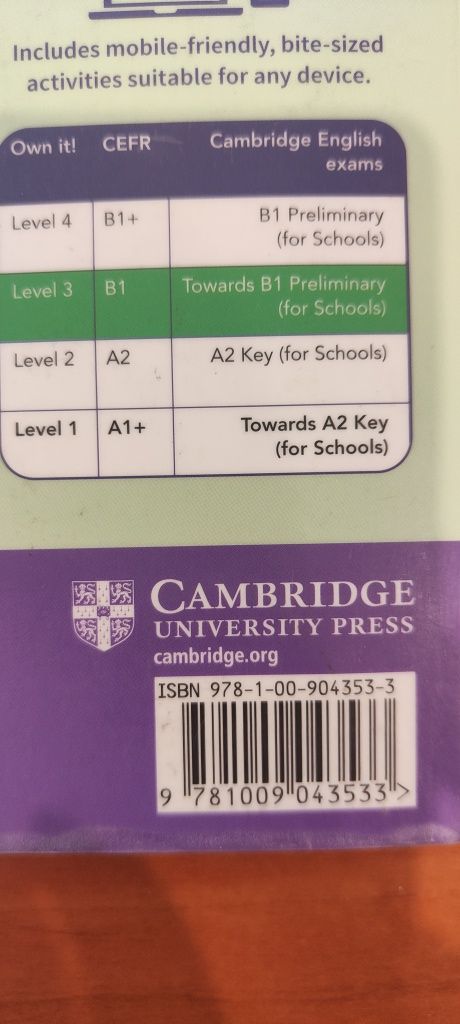 Includes mobile-friendly, bite-sized
activities suitable for any device.
Own it! CEFR Cambridge English
exams
Level 4 B1+ B1 Preliminary
(for Schools)
Level 3 B1 Towards B1 Preliminary
(for Schools)
Level 2 A2 A2 Key (for Schools)
Level 1 A1+ Towards A2 Key
(for Schools)
CAMBRIDGE
UNIVERSITY PRESS
cambridge.org
ISBN 978-1-00-904353-3
9 781009 043533 >